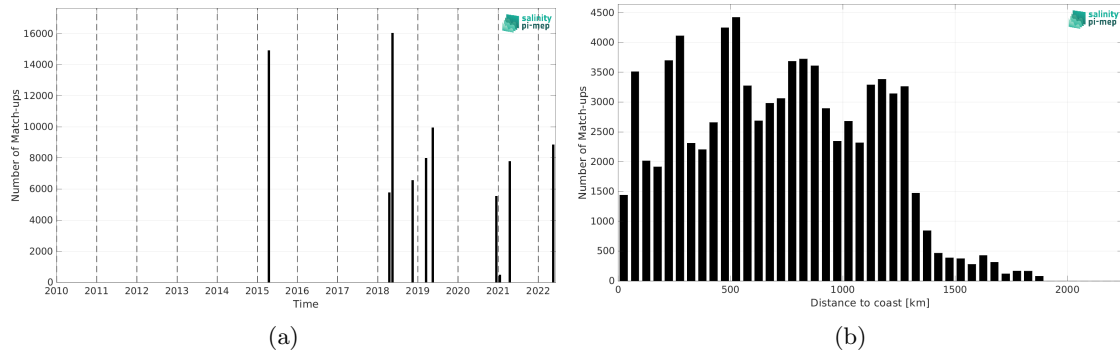 salinity
pi-mep
Number of Match-ups
16000
14000
12000
10000
8000
6000
4000
2000
0
2010 2011 2012 2013 2014 2015 2016 2017 2018 2019 2020 2021 2022
Time
(a)
salinity
pi-mep
Number of Match-ups
4500
4000
3500
3000
2500
2000
1500
1000
500
0
0 500 1000 1500 2000
Distance to coast [km]
(b)